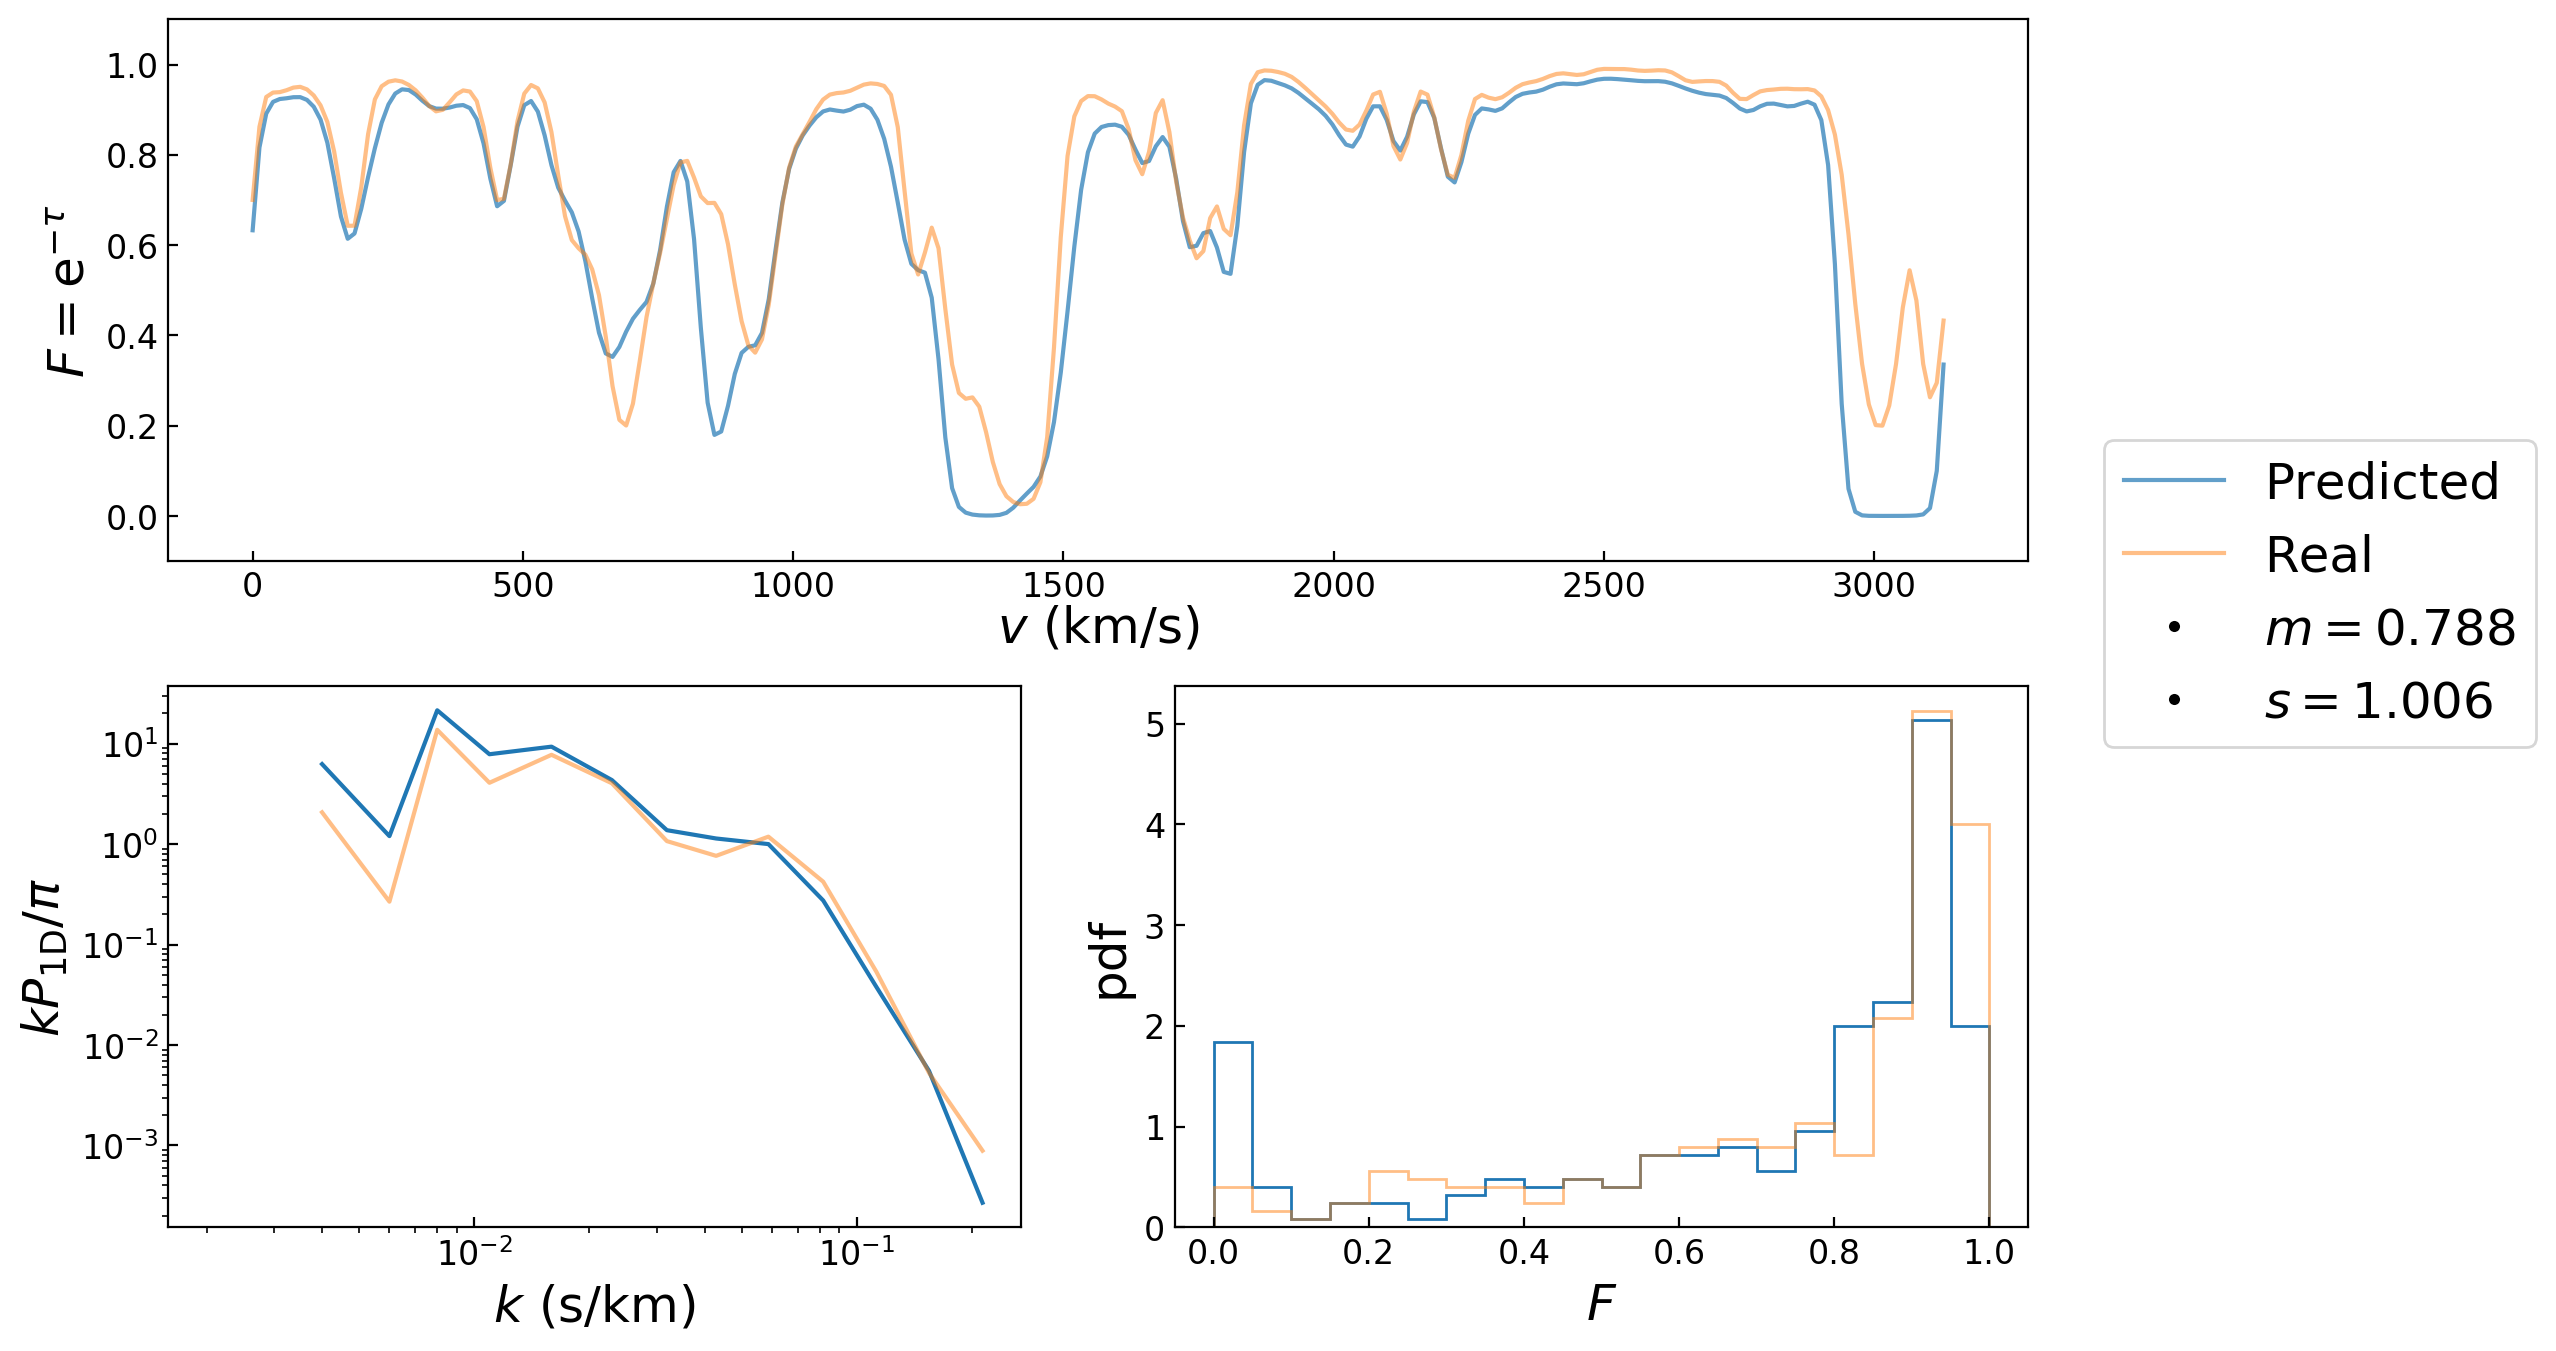 F = e^{−τ}
1.0
0.8
0.6
0.4
0.2
0.0
0 500 1000 1500 2000 2500 3000
v (km/s)
Predicted
Real
m = 0.788
s = 1.006
kP_{1D}/π
10^1
10^0
10^{−1}
10^{−2}
10^{−3}
10^{−2} 10^{−1}
k (s/km)
pdf
5
4
3
2
1
0
0.0 0.2 0.4 0.6 0.8 1.0
F